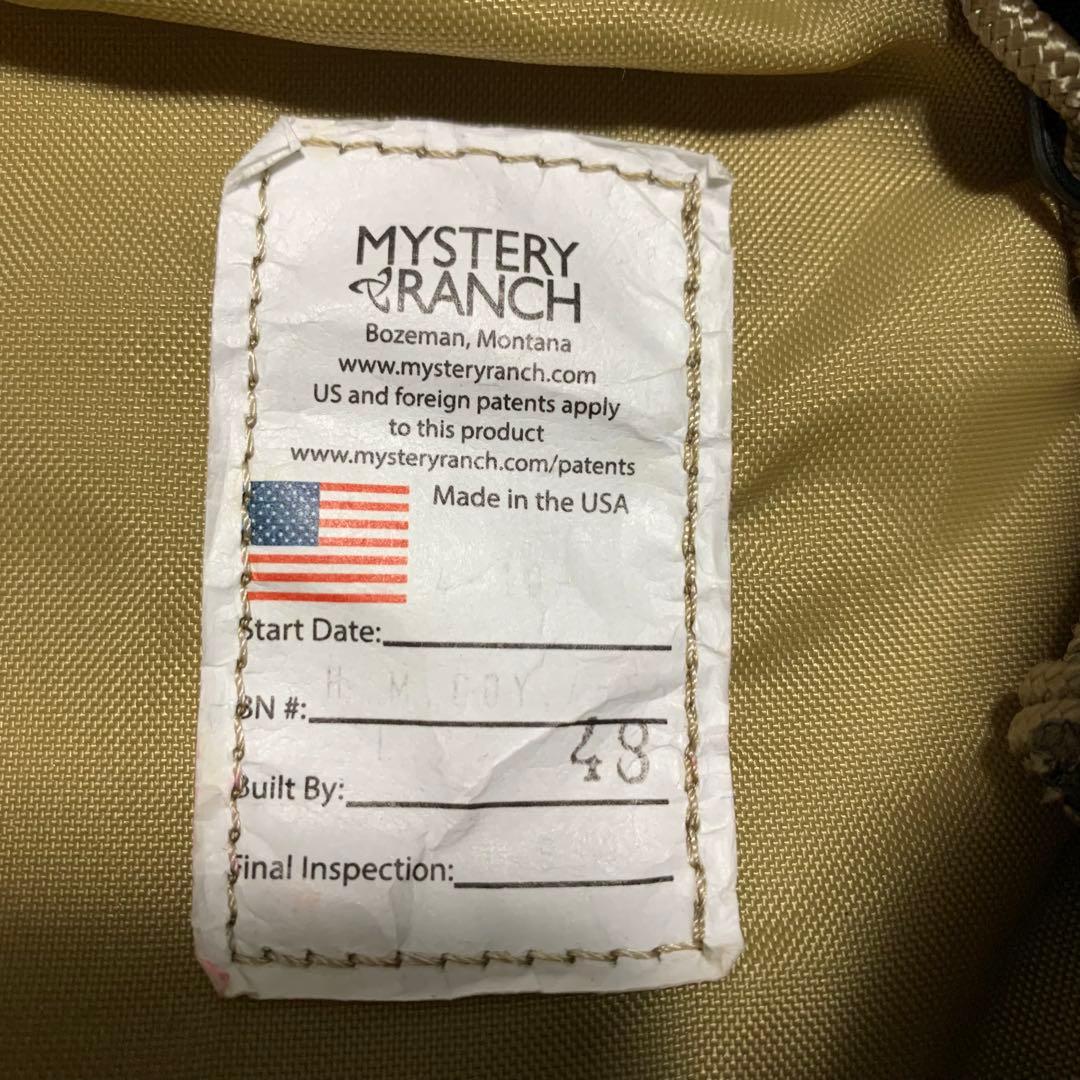 MYSTERY
RANCH
Bozeman, Montana
www.mysteryranch.com
US and foreign patents apply
to this product
www.mysteryranch.com/patents
Made in the USA
Start Date:
BN #:
Built By: 48
Final Inspection: